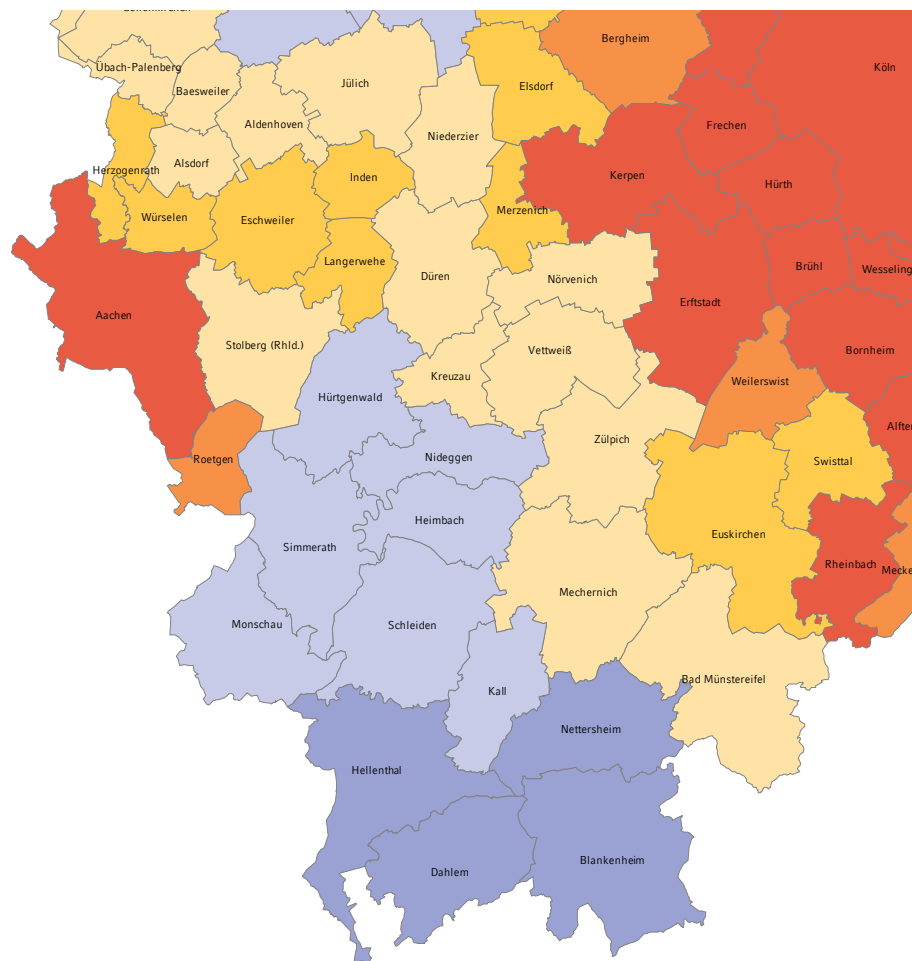 Bergheim
Köln
Übach-Palenberg
Baesweiler
Jülich
Elsdorf
Aldenhoven
Niederzier
Frechen
Herzogenrath
Alsdorf
Inden
Kerpen
Hürth
Würselen
Eschweiler
Merzenich
Langerwehe
Düren
Nörvenich
Brühl
Wesseling
Erftstadt
Aachen
Stolberg (Rhld.)
Vettweiß
Bornheim
Kreuzau
Weilerswist
Hürtgenwald
Zülpich
Roetgen
Nideggen
Swisttal
Heimbach
Euskirchen
Simmerath
Rheinbach
Mechernich
Monschau
Schleiden
Bad Münstereifel
Kall
Nettersheim
Hellenthal
Blankenheim
Dahlem